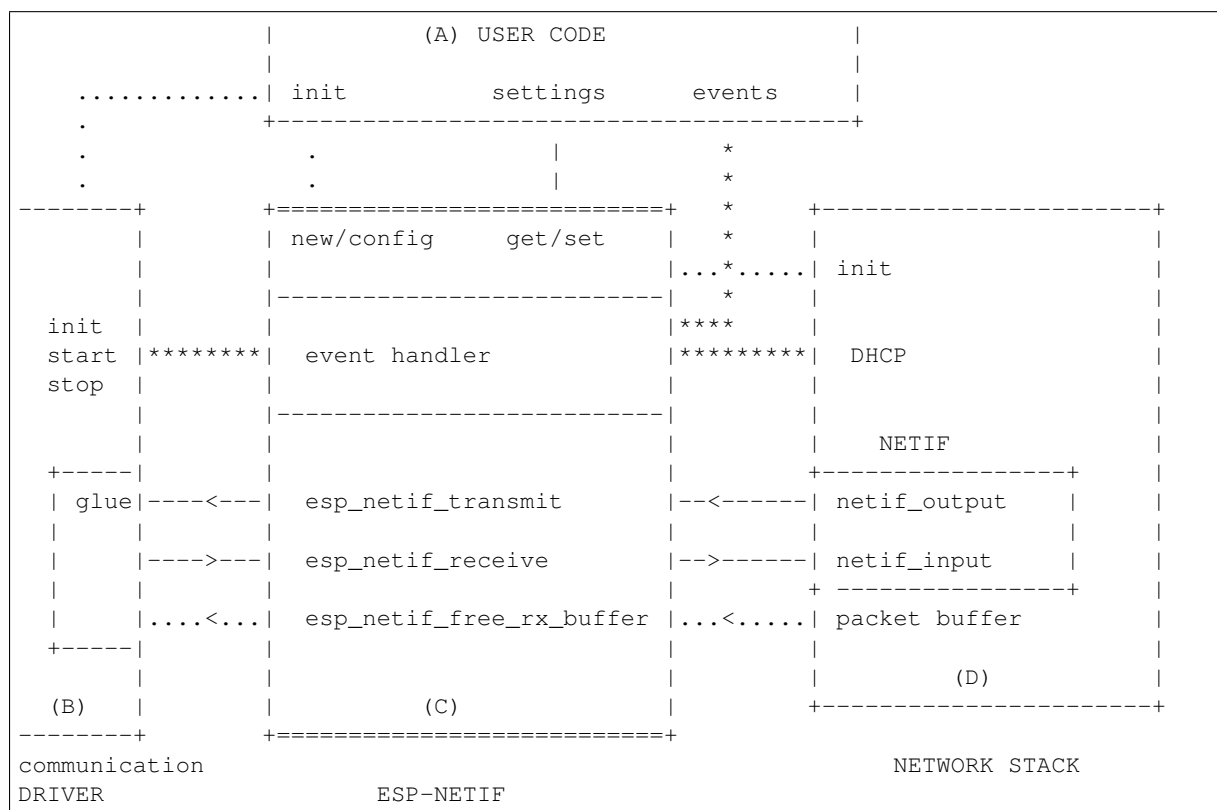 (A) USER CODE
init settings events
new/config get/set
init
init
start event handler DHCP
stop
NETIF
glue esp_netif_transmit netif_output
esp_netif_receive netif_input
esp_netif_free_rx_buffer packet buffer
(D)
(B) (C)
communication NETWORK STACK
DRIVER ESP-NETIF